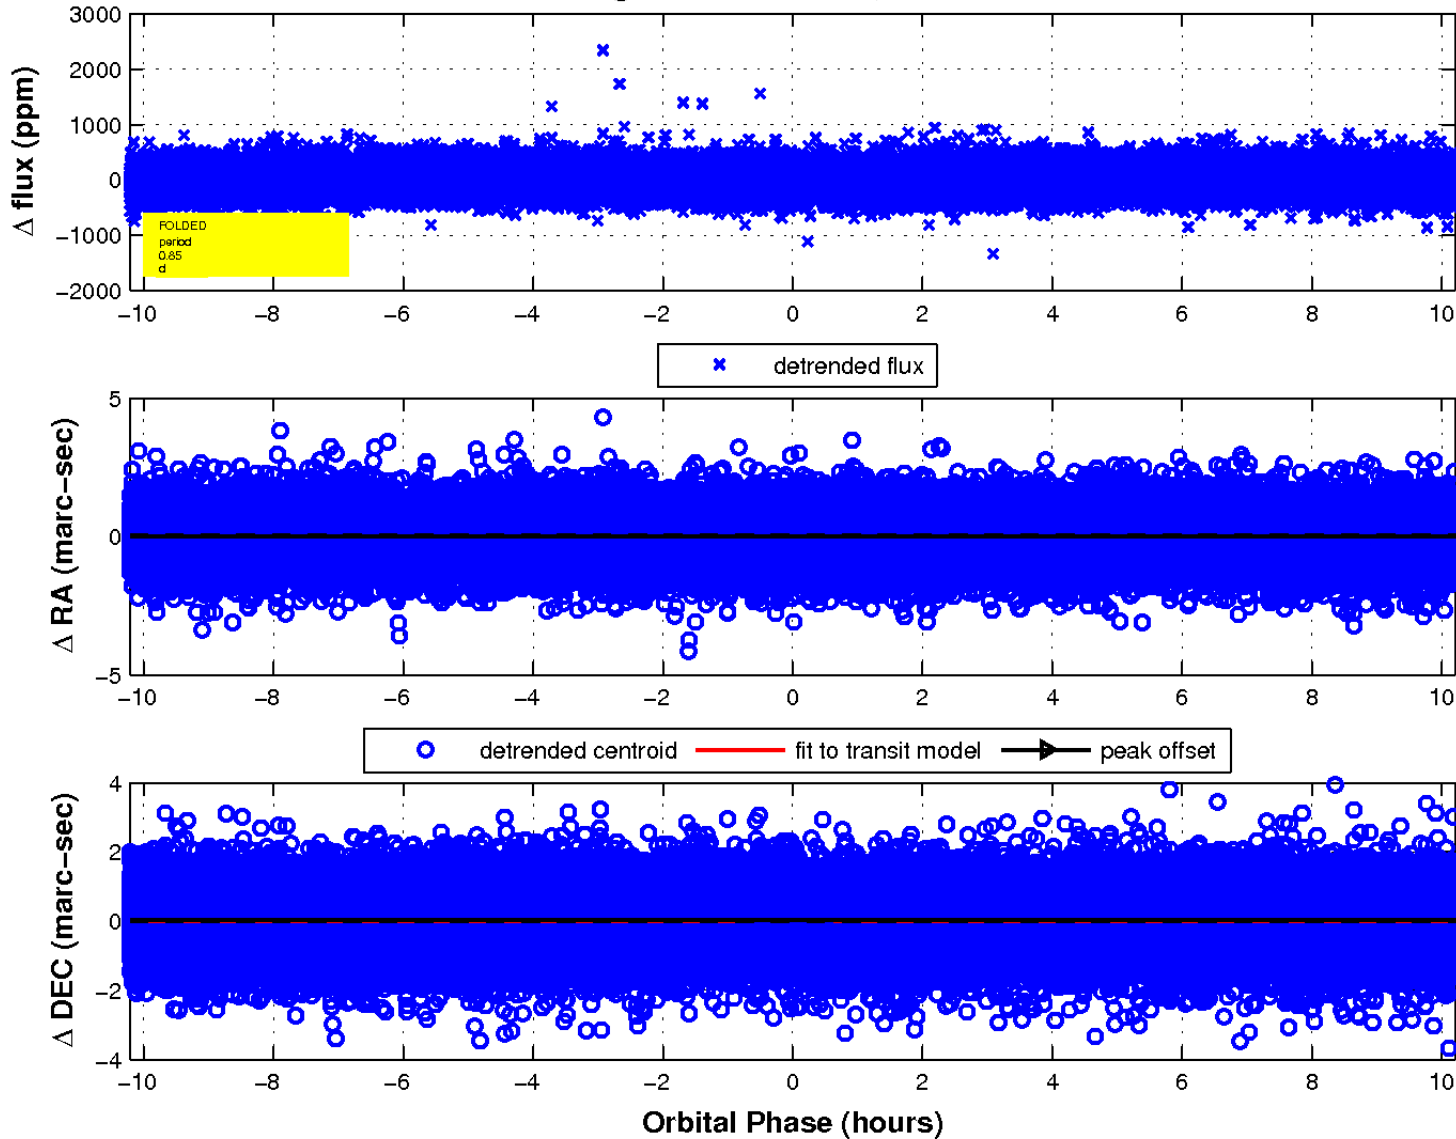 3000
2000
1000
0
−1000
−2000
Δ flux (ppm)
FOLDED
period
0.85
d
−10 −8 −6 −4 −2 0 2 4 6 8 10
detrended flux
5
0
−5
Δ RA (marc−sec)
−10 −8 −6 −4 −2 0 2 4 6 8 10
detrended centroid fit to transit model peak offset
4
2
0
−2
−4
Δ DEC (marc−sec)
−10 −8 −6 −4 −2 0 2 4 6 8 10
Orbital Phase (hours)